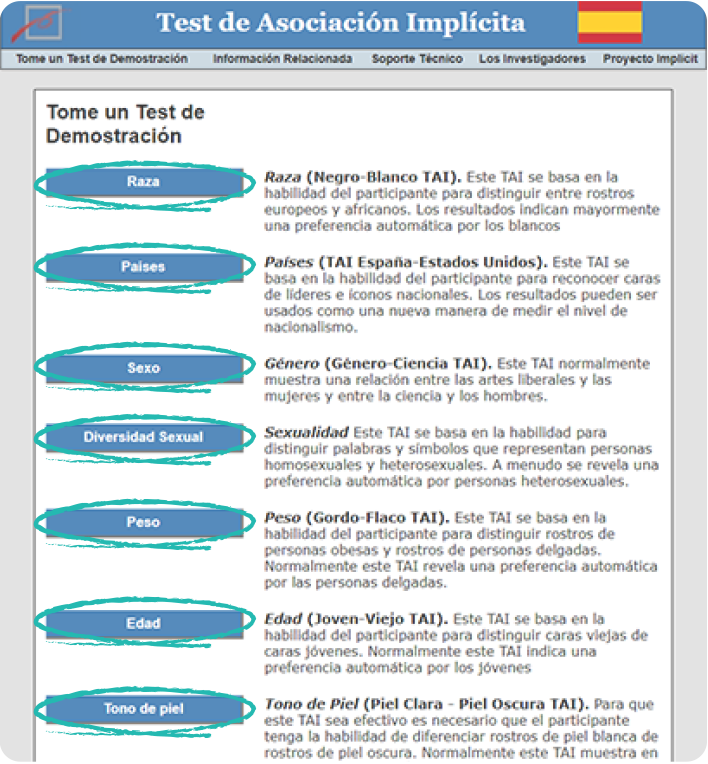 Test de Asociación Implícita
Tome un Test de Demostración Información Relacionada Soporte Técnico Los Investigadores Proyecto Implicit
Tome un Test de
Demostración
Raza
Raza (Negro-Blanco TAI). Este TAI se basa en la
habilidad del participante para distinguir entre rostros
europeos y africanos. Los resultados indican mayormente
una preferencia automática por los blancos
Países
Países (TAI España-Estados Unidos). Este TAI se
basa en la habilidad del participante para reconocer caras
de líderes e íconos nacionales. Los resultados pueden ser
usados como una nueva manera de medir el nivel de
nacionalismo.
Sexo
Género (Género-Ciencia TAI). Este TAI normalmente
muestra una relación entre las artes liberales y las
mujeres y entre la ciencia y los hombres.
Diversidad Sexual
Sexualidad Este TAI se basa en la habilidad para
distinguir palabras y símbolos que representan personas
homosexuales y heterosexuales. A menudo se revela una
preferencia automática por personas heterosexuales.
Peso
Peso (Gordo-Flaco TAI). Este TAI se basa en la
habilidad del participante para distinguir rostros de
personas obesas y rostros de personas delgadas.
Normalmente este TAI revela una preferencia automática
por las personas delgadas.
Edad
Edad (Joven-Viejo TAI). Este TAI se basa en la
habilidad del participante para distinguir caras viejas de
caras jóvenes. Normalmente este TAI indica una
preferencia automática por los jóvenes
Tono de piel
Tono de Piel (Piel Clara - Piel Oscura TAI). Para que
este TAI sea efectivo es necesario que el participante
tenga la habilidad de diferenciar rostros de piel blanca de
rostros de piel oscura. Normalmente este TAI muestra en